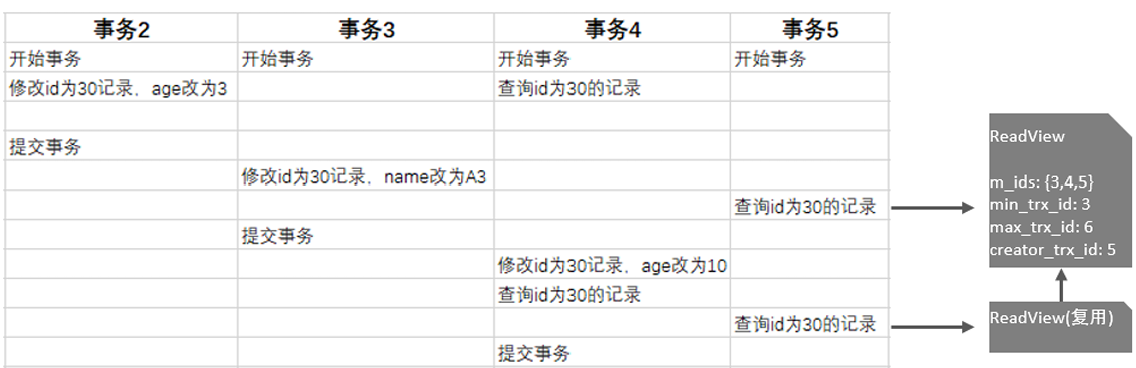 事务2 事务3 事务4 事务5
开始事务 开始事务 开始事务 开始事务
修改id为30记录，age改为3 查询id为30的记录
提交事务
修改id为30记录，name改为A3
查询id为30的记录
提交事务
修改id为30记录，age改为10
查询id为30的记录
查询id为30的记录
提交事务
ReadView
m_ids: {3,4,5}
min_trx_id: 3
max_trx_id: 6
creator_trx_id: 5
ReadView(复用)